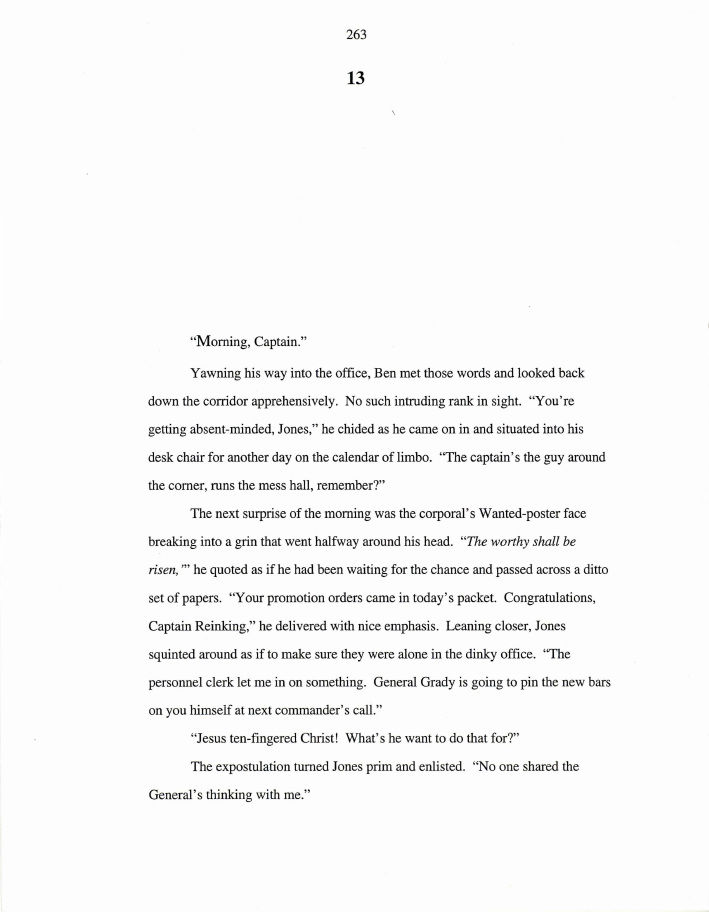 263
13
“Morning, Captain.”
Yawning his way into the office, Ben met those words and looked back
down the corridor apprehensively. No such intruding rank in sight. “You’re
getting absent-minded, Jones,” he chided as he came on in and situated into his
desk chair for another day on the calendar of limbo. “The captain’s the guy around
the corner, runs the mess hall, remember?”
The next surprise of the morning was the corporal’s Wanted-poster face
breaking into a grin that went halfway around his head. “The worthy shall be
risen,’” he quoted as if he had been waiting for the chance and passed across a ditto
set of papers. “Your promotion orders came in today’s packet. Congratulations,
Captain Reinking,” he delivered with nice emphasis. Leaning closer, Jones
squinted around as if to make sure they were alone in the dinky office. “The
personnel clerk let me in on something. General Grady is going to pin the new bars
on you himself at next commander’s call.”
“Jesus ten-fingered Christ! What’s he want to do that for?”
The expostulation turned Jones prim and enlisted. “No one shared the
General’s thinking with me.”